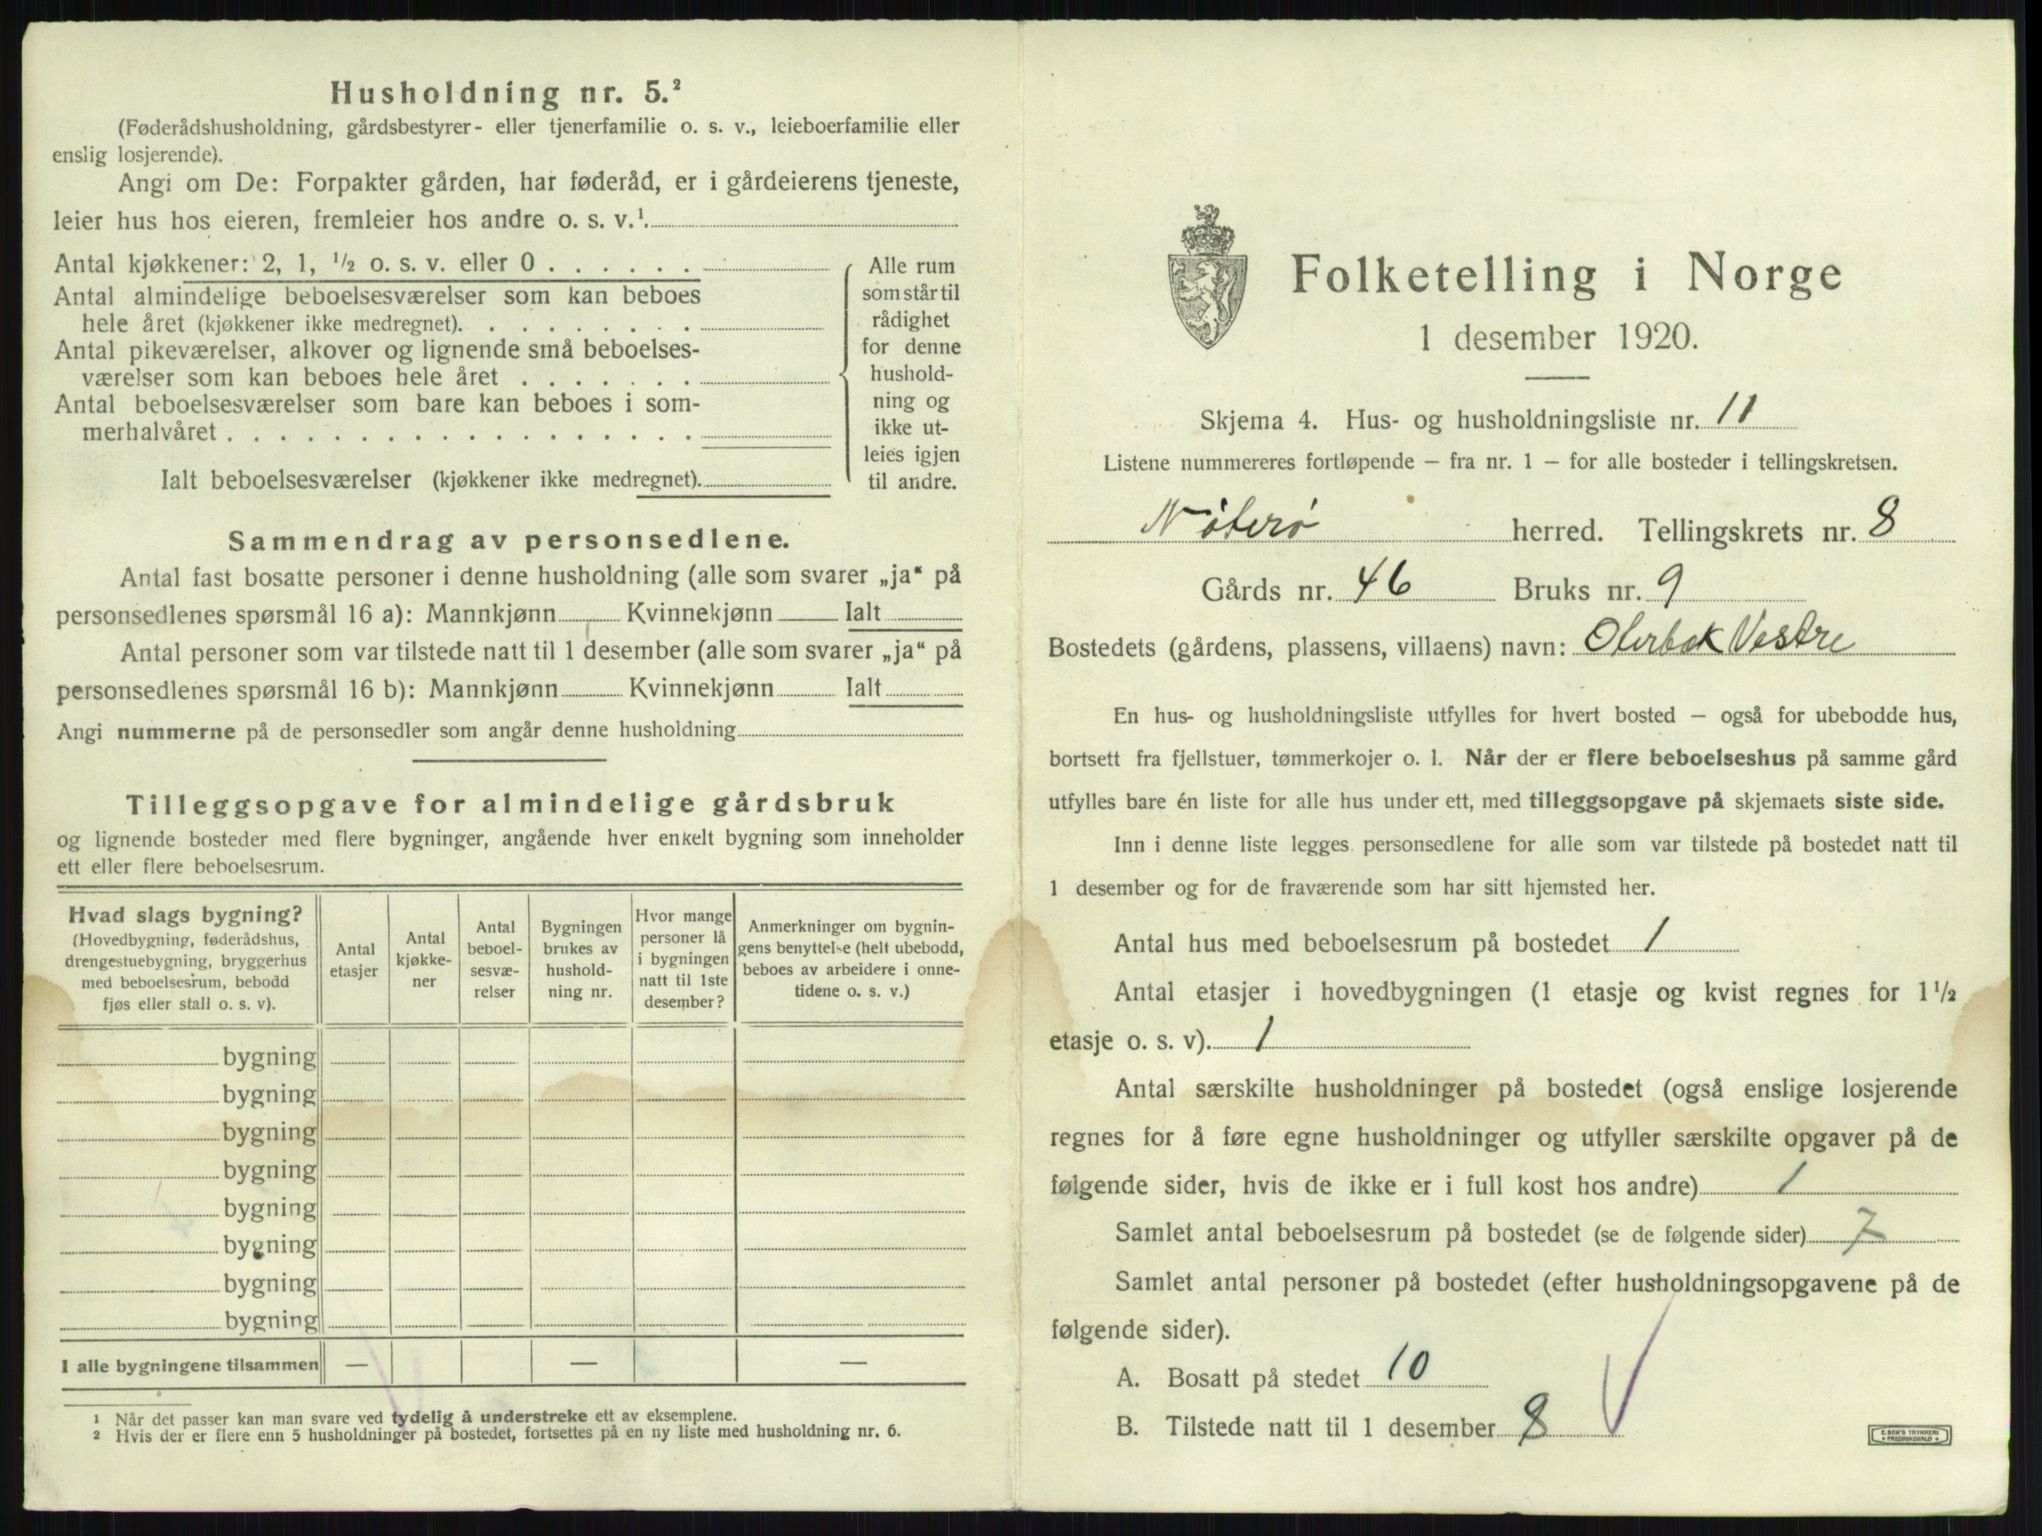 Husholdning nr. 5.²
(Føderådshusholdning, gårdsbestyrer- eller tjenerfamilie o. s. v., leieboerfamilie eller
enslig losjerende).
Angi om De: Forpakter gården, har føderåd, er i gårdeierens tjeneste,
leier hus hos eieren, fremleier hos andre o. s. v.¹.
Antal kjøkkener: 2, 1, ½ o. s. v. eller 0 . . . . . .
Antal almindelige beboelsesværelser som kan beboes
hele året (kjøkkener ikke medregnet). . . . . . . . .
Antal pikeværelser, alkover og lignende små beboelses-
værelser som kan beboes hele året . . . . . . .
Antal beboelsesværelser som bare kan beboes i som-
merhalvåret . . . . . . . . . . . . . . . . . .
Ialt beboelsesværelser (kjøkkener ikke medregnet).
Alle rum
som står til
rådighet
for denne
hushold-
ning og
ikke ut-
leies igjen
til andre.
Sammendrag av personsedlene.
Antal fast bosatte personer i denne husholdning (alle som svarer „ja“ på
personsedlenes spørsmål 16 a): Mannkjønn Kvinnekjønn Ialt
Antal personer som var tilstede natt til 1 desember (alle som svarer „ja“ på
personsedlenes spørsmål 16 b): Mannkjønn Kvinnekjønn Ialt
Angi nummerne på de personsedler som angår denne husholdning
Tilleggsopgave for almindelige gårdsbruk
og lignende bosteder med flere bygninger, angående hver enkelt bygning som inneholder
ett eller flere beboelsesrum.
Hvad slags bygning?
(Hovedbygning, føderådshus,
drengestuebygning, bryggerhus
med beboelsesrum, bebodd
fjøs eller stall o. s. v).
Antal
etasjer
Antal
kjøkke-
ner
Antal
beboel-
sesvæ-
relser
Bygningen
brukes av
hushold-
ning nr.
Hvor mange
personer lå
i bygningen
natt til 1ste
desember?
Anmerkninger om bygnin-
gens benyttelse (helt ubebodd,
beboes av arbeidere i onne-
tidene o. s. v.)
bygning
bygning
bygning
bygning
bygning
bygning
bygning
bygning
I alle bygningene tilsammen — — —
¹ Når det passer kan man svare ved tydelig å understreke ett av eksemplene.
² Hvis der er flere enn 5 husholdninger på bostedet, fortsettes på en ny liste med husholdning nr. 6.
Folketelling i Norge
1 desember 1920.
Skjema 4. Hus- og husholdningsliste nr. 11
Listene nummereres fortløpende – fra nr. 1 – for alle bosteder i tellingskretsen.
Nøterø herred. Tellingskrets nr. 8
Gårds nr. 46 Bruks nr. 9
Bostedets (gårdens, plassens, villaens) navn: Oterbæk Vestre
En hus- og husholdningsliste utfylles for hvert bosted – også for ubebodde hus,
bortsett fra fjellstuer, tømmerkojer o. l. Når der er flere beboelseshus på samme gård
utfylles bare én liste for alle hus under ett, med tilleggsopgave på skjemaets siste side.
Inn i denne liste legges personsedlene for alle som var tilstede på bostedet natt til
1 desember og for de fraværende som har sitt hjemsted her.
Antal hus med beboelsesrum på bostedet 1
Antal etasjer i hovedbygningen (1 etasje og kvist regnes for 1½
etasje o. s. v). 1
Antal særskilte husholdninger på bostedet (også enslige losjerende
regnes for å føre egne husholdninger og utfyller særskilte opgaver på de
følgende sider, hvis de ikke er i full kost hos andre) 1
Samlet antal beboelsesrum på bostedet (se de følgende sider) 7
Samlet antal personer på bostedet (efter husholdningsopgavene på de
følgende sider).
A. Bosatt på stedet 10
B. Tilstede natt til 1 desember 8
E. SEM'S TRYKKERI
FREDRIKSHALD